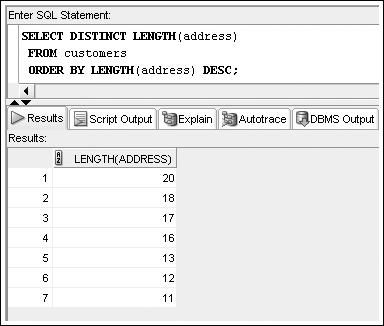 Enter SQL Statement:
SELECT DISTINCT LENGTH(address)
FROM customers
ORDER BY LENGTH(address) DESC;
Results Script Output Explain Autotrace DBMS Output
Results:
LENGTH(ADDRESS)
1 20
2 18
3 17
4 16
5 13
6 12
7 11